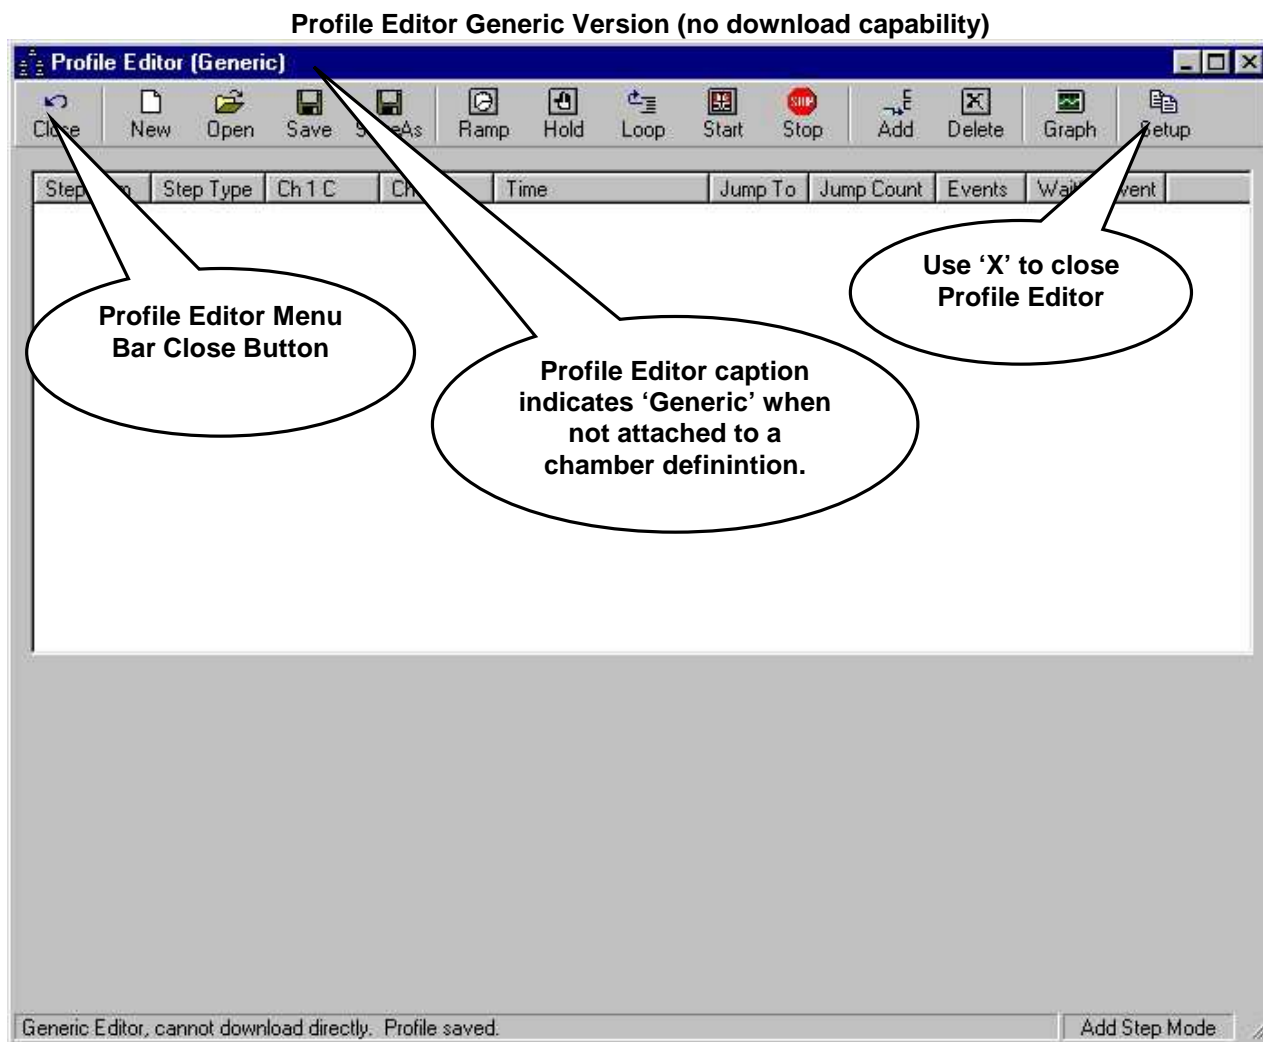 Profile Editor Generic Version (no download capability)
Profile Editor (Generic)
Close New Open Save Ramp Hold Loop Start Stop Add Delete Graph Setup
Step Type Ch 1 C Time Jump To Jump Count Events
Use ‘X’ to close
Profile Editor
Profile Editor Menu
Bar Close Button
Profile Editor caption
indicates ‘Generic’ when
not attached to a
chamber definintion.
Generic Editor, cannot download directly. Profile saved.
Add Step Mode